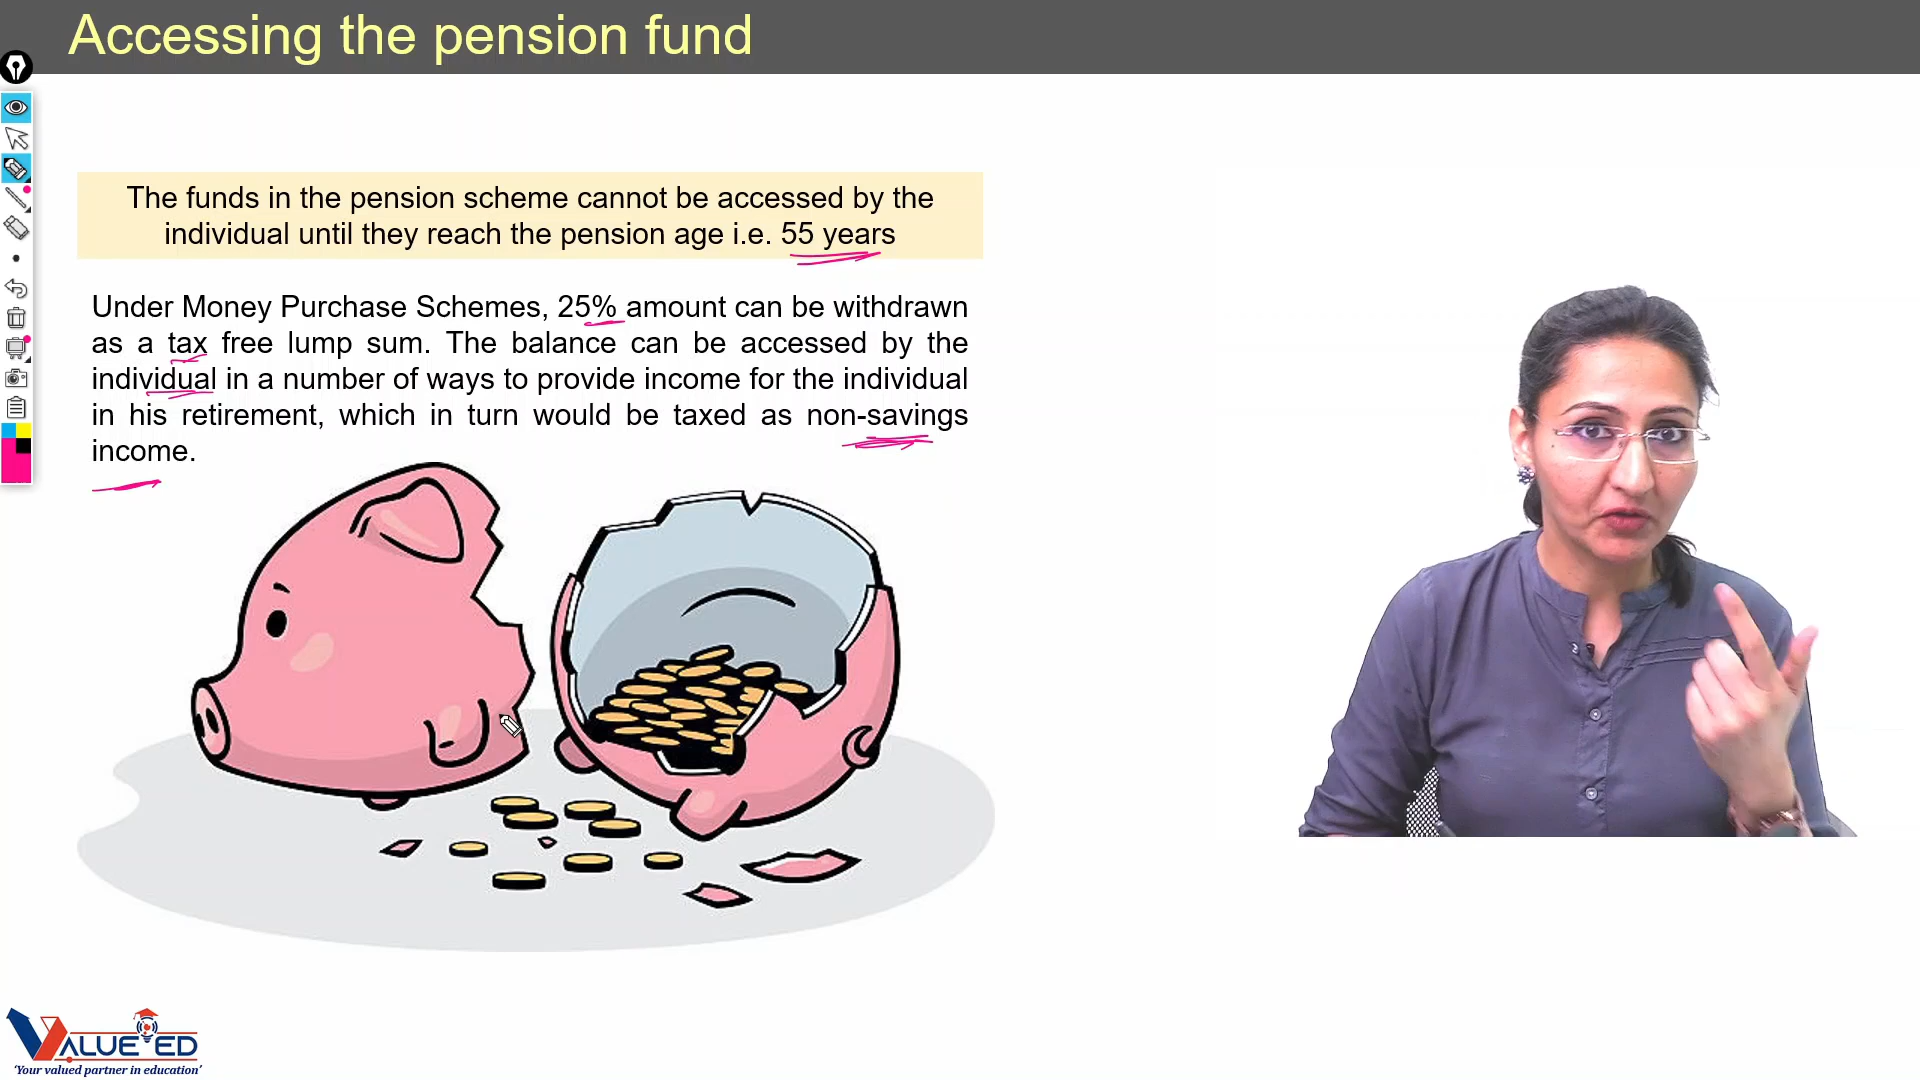 Accessing the pension fund
The funds in the pension scheme cannot be accessed by the
individual until they reach the pension age i.e. 55 years
Under Money Purchase Schemes, 25% amount can be withdrawn
as a tax free lump sum. The balance can be accessed by the
individual in a number of ways to provide income for the individual
in his retirement, which in turn would be taxed as non-savings
income.
VALUE ED
'Your valued partner in education'